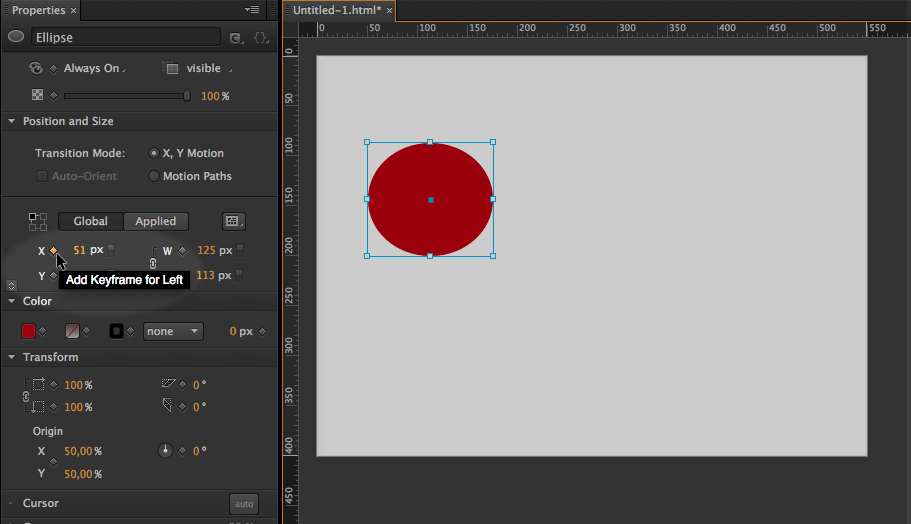 Properties ×
Untitled-1.html* ×
Ellipse
Always On
visible
100 %
Position and Size
Transition Mode:
X, Y Motion
Auto-Orient
Motion Paths
Global
Applied
X
51 px
W
125 px
Y
113 px
Add Keyframe for Left
Color
none
0 px
Transform
100 %
0 °
100 %
0 °
Origin
X
50,00 %
0 °
Y
50,00 %
Cursor
auto
0 50 100 150 200 250 300 350 400 450 500 550
0
50
100
150
200
250
300
350
400
450